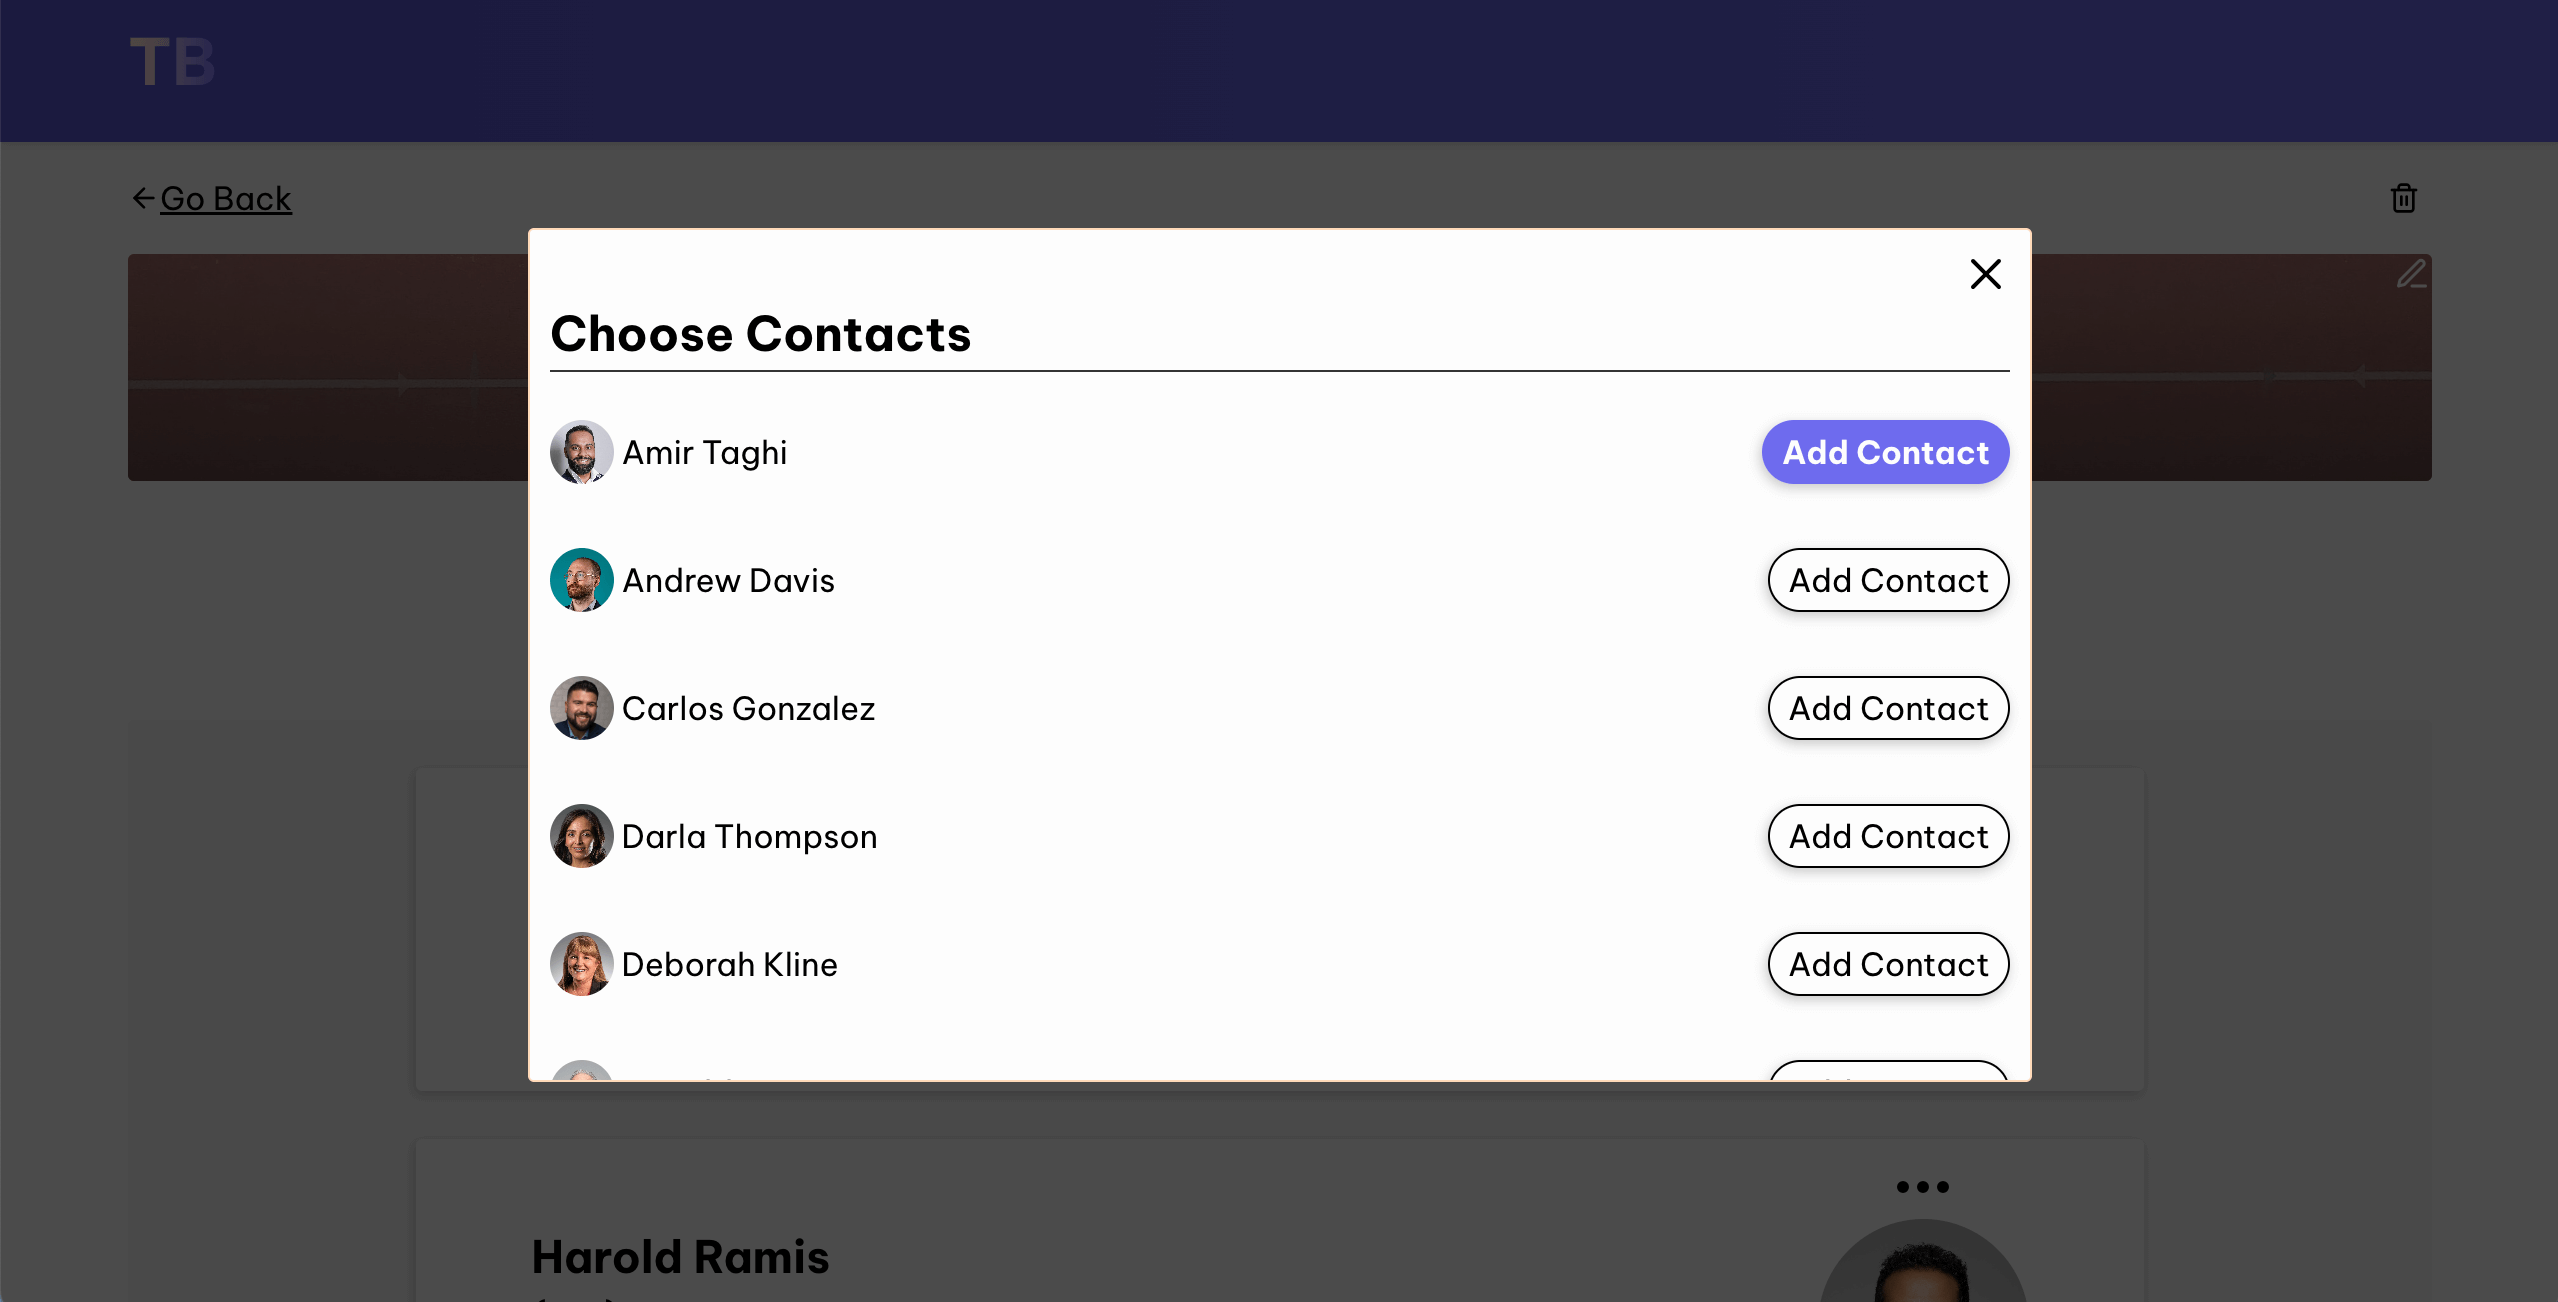 TB
Go Back
Choose Contacts
Amir Taghi
Add Contact
Andrew Davis
Add Contact
Carlos Gonzalez
Add Contact
Darla Thompson
Add Contact
Deborah Kline
Add Contact
Harold Ramis